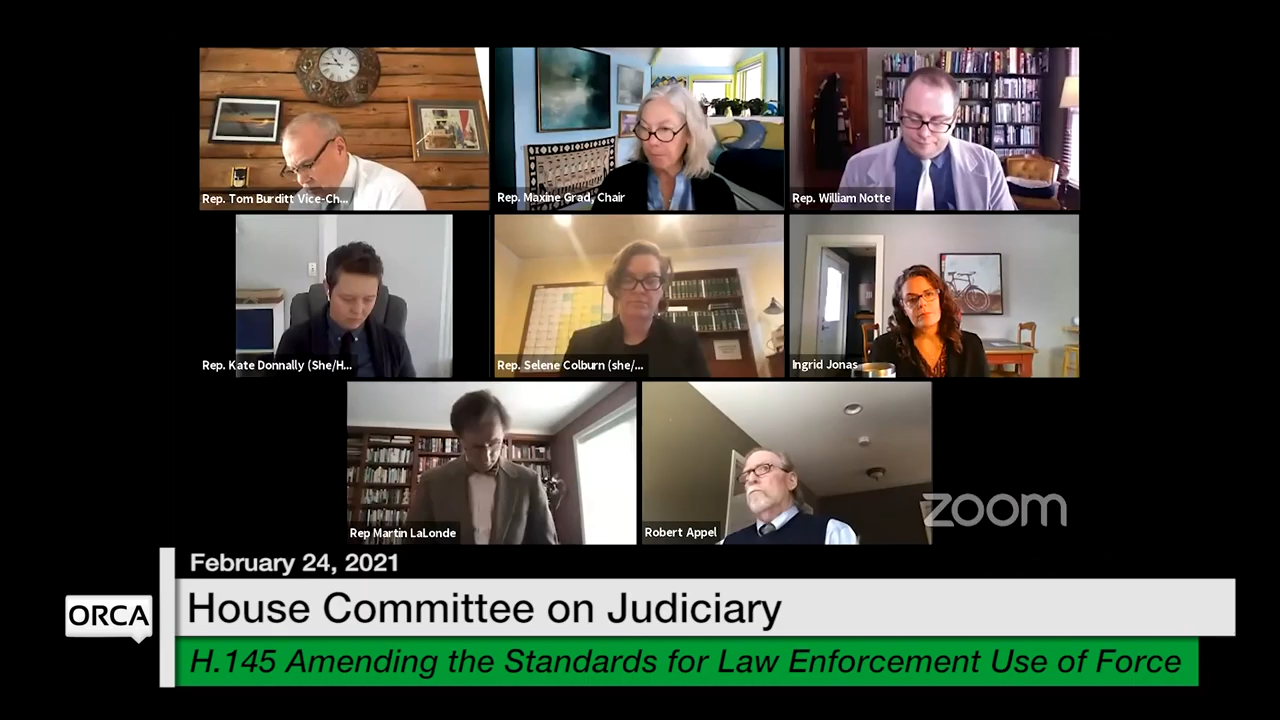 Rep. Tom Burditt Vice-Ch...
Rep. Maxine Grad, Chair
Rep. William Notte
Rep. Kate Donnally (She/H...
Rep. Selene Colburn (she/...
Ingrid Jonas
Rep Martin LaLonde
Robert Appel
zoom
February 24, 2021
ORCA
House Committee on Judiciary
H.145 Amending the Standards for Law Enforcement Use of Force